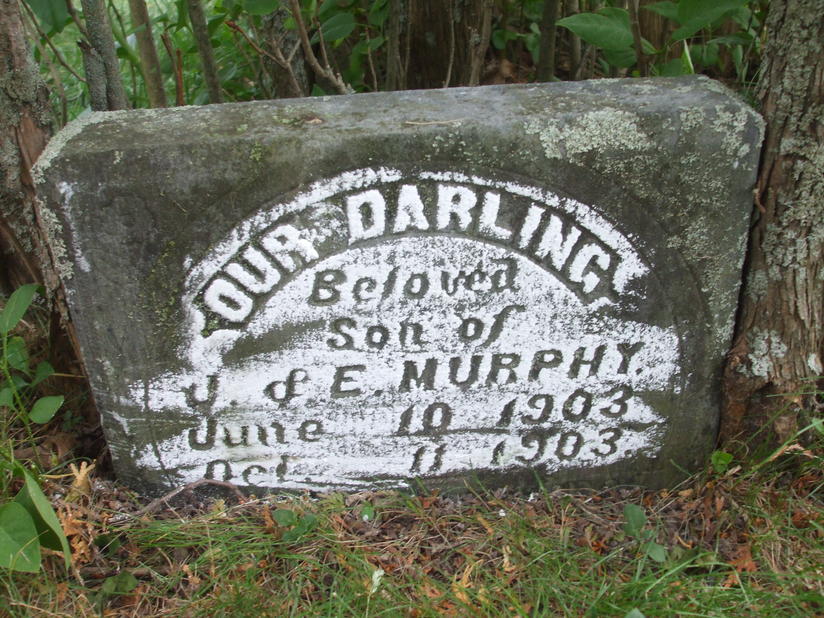 OUR DARLING
Beloved
Son of
J. & E. MURPHY.
June 10 1903
Oct 11 1903